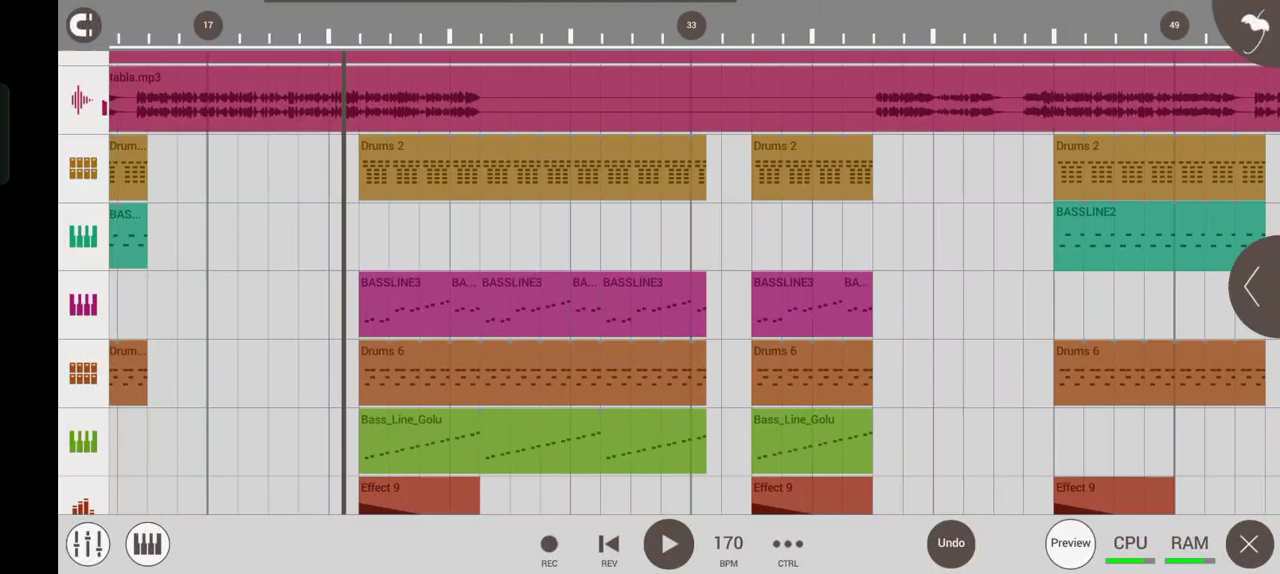 17 33 49
tabla.mp3
Drum... Drums 2 Drums 2 Drums 2
BAS... BASSLINE2
BASSLINE3 BA... BASSLINE3 BA... BASSLINE3 BASSLINE3 BA...
Drum... Drums 6 Drums 6 Drums 6
Bass_Line_Golu Bass_Line_Golu
Effect 9 Effect 9 Effect 9
REC REV 170 BPM CTRL Undo Preview CPU RAM